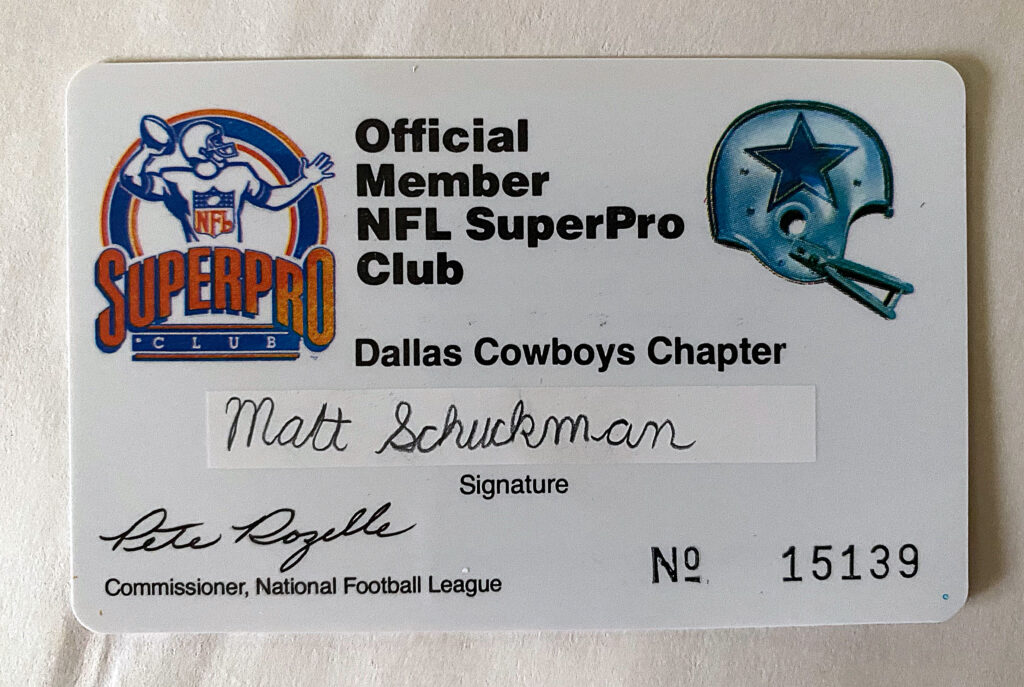 Official
Member
NFL SuperPro
Club
NFL
SUPERPRO
CLUB
Dallas Cowboys Chapter
Matt Schuckman
Signature
Pete Rozelle
Commissioner, National Football League
Nº 15139